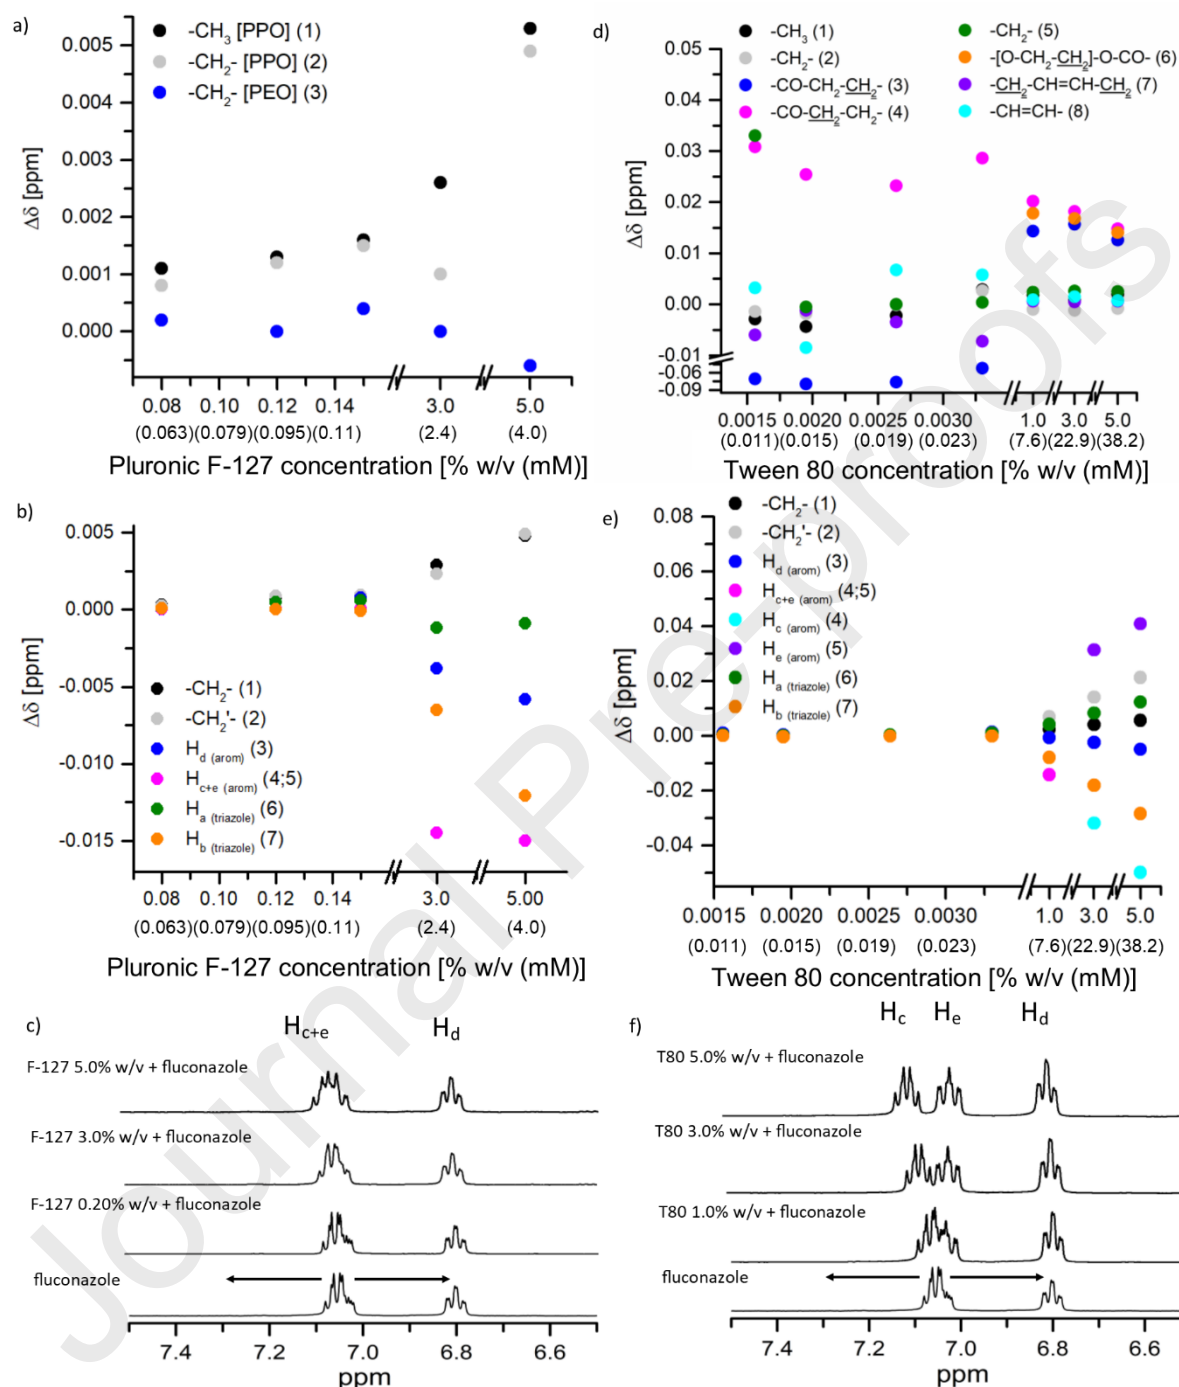 a)
-CH3 [PPO] (1)
-CH2- [PPO] (2)
-CH2- [PEO] (3)
0.005
0.004
0.003
0.002
0.001
0.000
Δδ [ppm]
0.08 0.10 0.12 0.14 3.0 5.0
(0.063)(0.079)(0.095)(0.11) (2.4) (4.0)
Pluronic F-127 concentration [% w/v (mM)]
d)
-CH3 (1)
-CH2- (2)
-CO-CH2-CH2- (3)
-CO-CH2-CH2- (4)
-CH2- (5)
-[O-CH2-CH2]-O-CO- (6)
-CH2-CH=CH-CH2 (7)
-CH=CH- (8)
0.05
0.04
0.03
0.02
0.01
0.00
-0.01
-0.06
-0.09
Δδ [ppm]
0.0015 0.0020 0.0025 0.0030 1.0 3.0 5.0
(0.011) (0.015) (0.019) (0.023) (7.6) (22.9) (38.2)
Tween 80 concentration [% w/v (mM)]
b)
0.005
0.000
-0.005
-0.010
-0.015
Δδ [ppm]
-CH2- (1)
-CH2'- (2)
Hd (arom) (3)
Hc+e (arom) (4;5)
Ha (triazole) (6)
Hb (triazole) (7)
0.08 0.10 0.12 0.14 3.0 5.00
(0.063)(0.079)(0.095)(0.11) (2.4) (4.0)
Pluronic F-127 concentration [% w/v (mM)]
e)
-CH2- (1)
-CH2'- (2)
Hd (arom) (3)
Hc+e (arom) (4;5)
Hc (arom) (4)
He (arom) (5)
Ha (triazole) (6)
Hb (triazole) (7)
0.08
0.06
0.04
0.02
0.00
-0.02
-0.04
Δδ [ppm]
0.0015 0.0020 0.0025 0.0030 1.0 3.0 5.0
(0.011) (0.015) (0.019) (0.023) (7.6)(22.9)(38.2)
Tween 80 concentration [% w/v (mM)]
c)
Hc+e Hd
F-127 5.0% w/v + fluconazole
F-127 3.0% w/v + fluconazole
F-127 0.20% w/v + fluconazole
fluconazole
7.4 7.2 7.0 6.8 6.6
ppm
f)
Hc He Hd
T80 5.0% w/v + fluconazole
T80 3.0% w/v + fluconazole
T80 1.0% w/v + fluconazole
fluconazole
7.4 7.2 7.0 6.8 6.6
ppm
Journal Pre-proofs